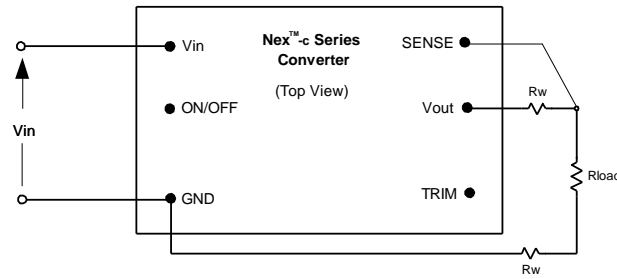 Nex™-c Series
Converter
(Top View)
Vin
ON/OFF
GND
SENSE
Vout
TRIM
Vin
Rw
Rload
Rw